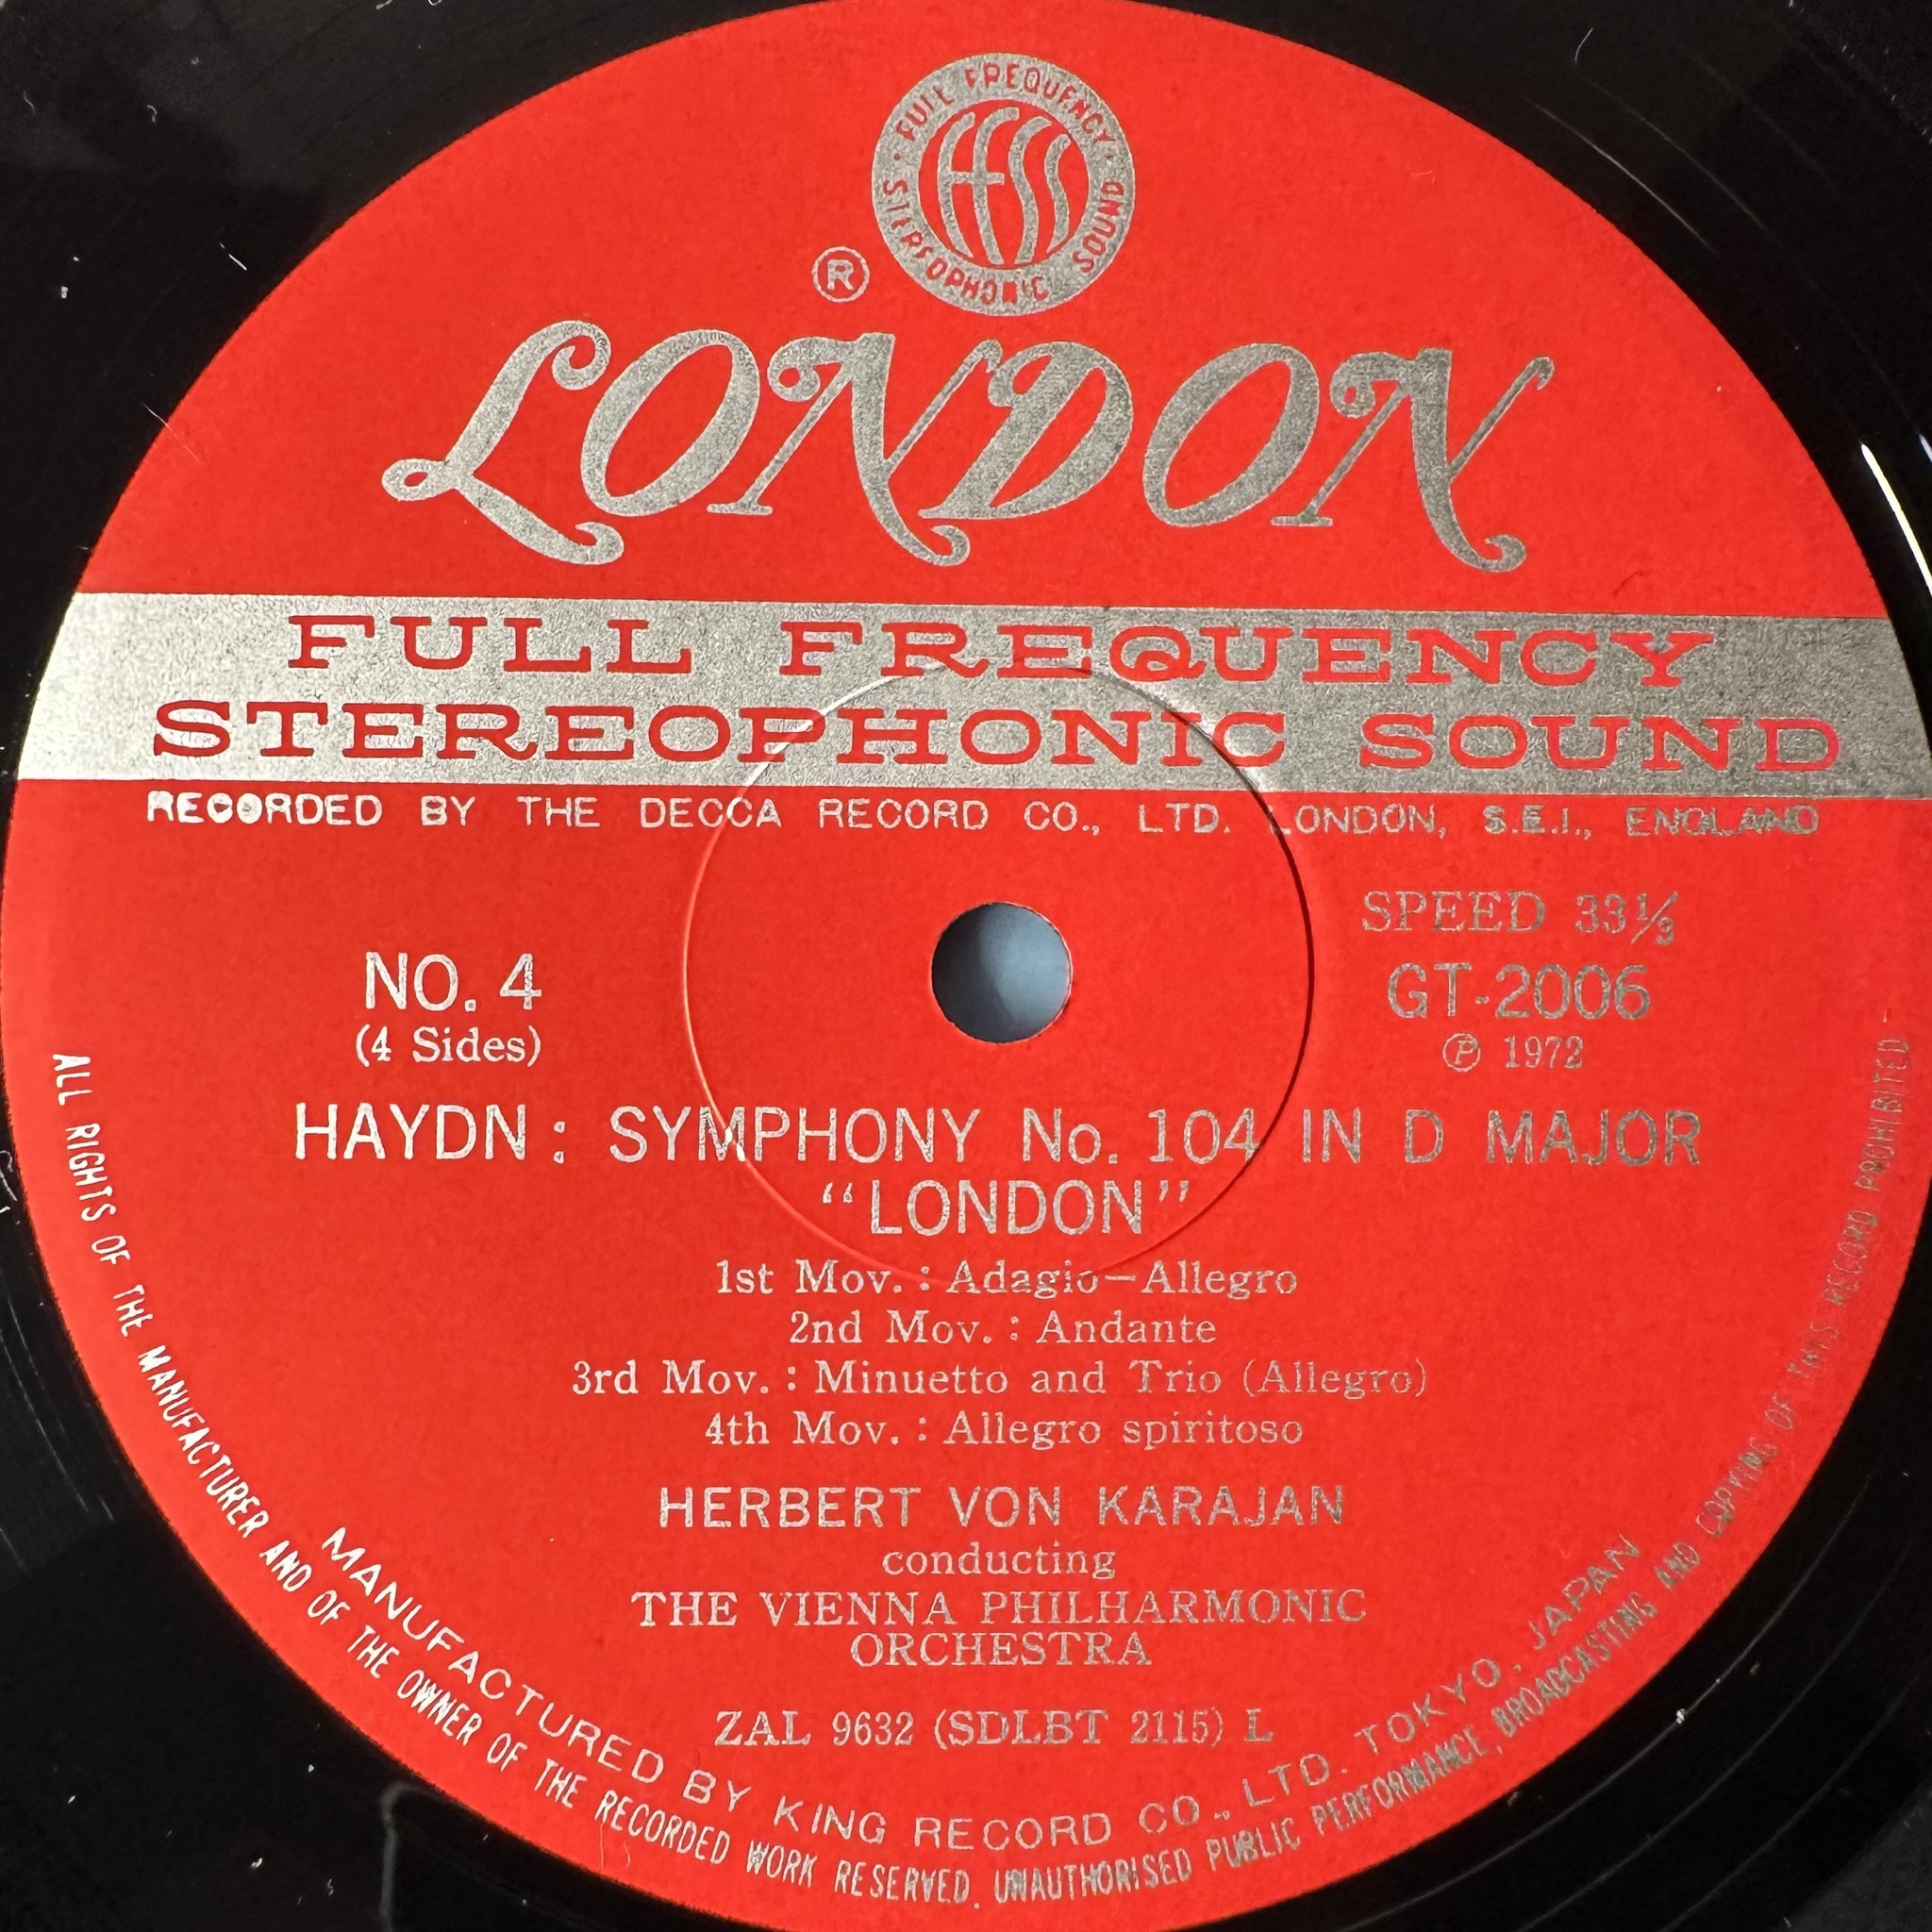 FULL FREQUENCY
STEREOPHONIC SOUND
ffss
®
LONDON
FULL FREQUENCY
STEREOPHONIC SOUND
RECORDED BY THE DECCA RECORD CO., LTD. LONDON, S.E.I., ENGLAND
SPEED 33⅓
NO. 4
GT-2006
(4 Sides)
℗ 1972
HAYDN : SYMPHONY No. 104 IN D MAJOR
“LONDON”
1st Mov. : Adagio—Allegro
2nd Mov. : Andante
3rd Mov. : Minuetto and Trio (Allegro)
4th Mov. : Allegro spiritoso
HERBERT VON KARAJAN
conducting
THE VIENNA PHILHARMONIC
ORCHESTRA
ZAL 9632 (SDLBT 2115) L
MANUFACTURED BY KING RECORD CO., LTD. TOKYO, JAPAN
ALL RIGHTS OF THE MANUFACTURER AND OF THE OWNER OF THE RECORDED WORK RESERVED. UNAUTHORISED PUBLIC PERFORMANCE, BROADCASTING AND COPYING OF THIS RECORD PROHIBITED